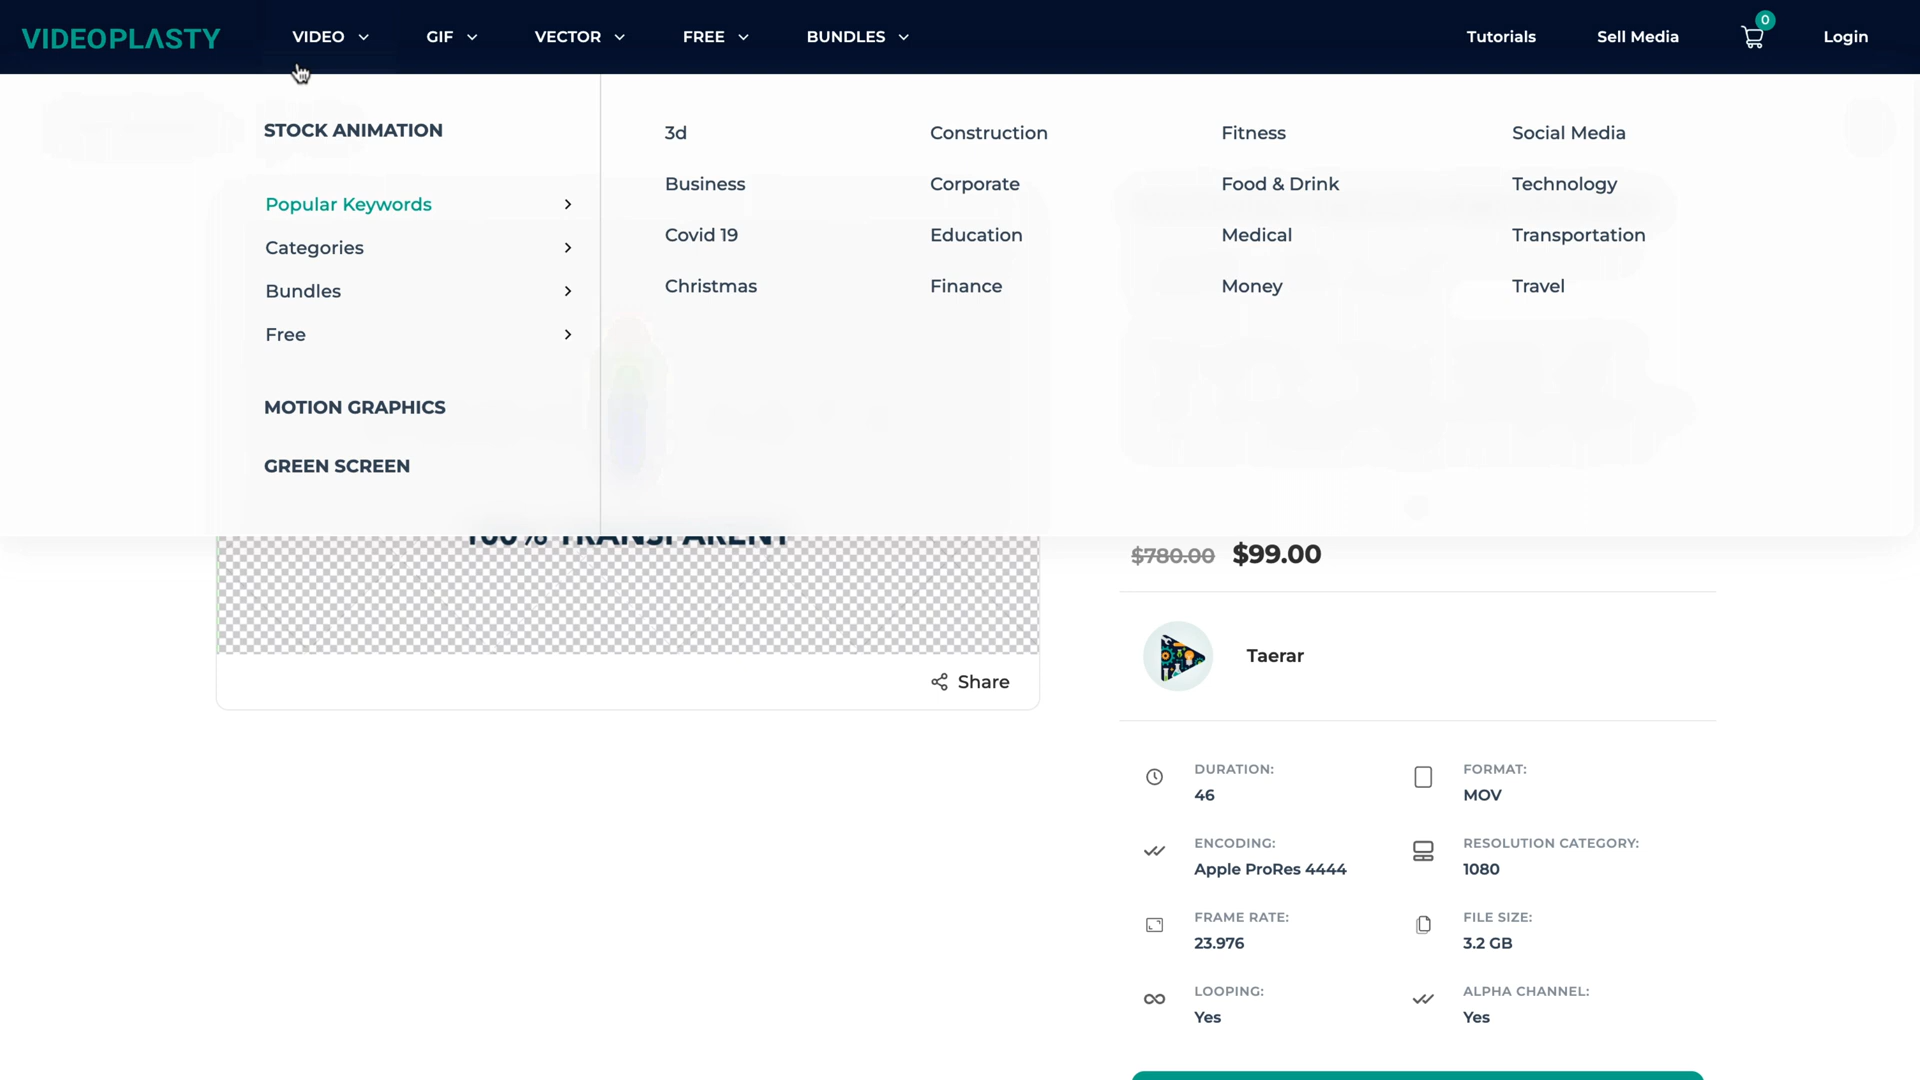 VIDEOPLASTY VIDEO GIF VECTOR FREE BUNDLES Tutorials Sell Media 0 Login
STOCK ANIMATION
Popular Keywords
Categories
Bundles
Free
MOTION GRAPHICS
GREEN SCREEN
3d Construction Fitness Social Media
Business Corporate Food & Drink Technology
Covid 19 Education Medical Transportation
Christmas Finance Money Travel
100% TRANSPARENT
Share
$780.00 $99.00
Taerar
DURATION: FORMAT:
46 MOV
ENCODING: RESOLUTION CATEGORY:
Apple ProRes 4444 1080
FRAME RATE: FILE SIZE:
23.976 3.2 GB
LOOPING: ALPHA CHANNEL:
Yes Yes